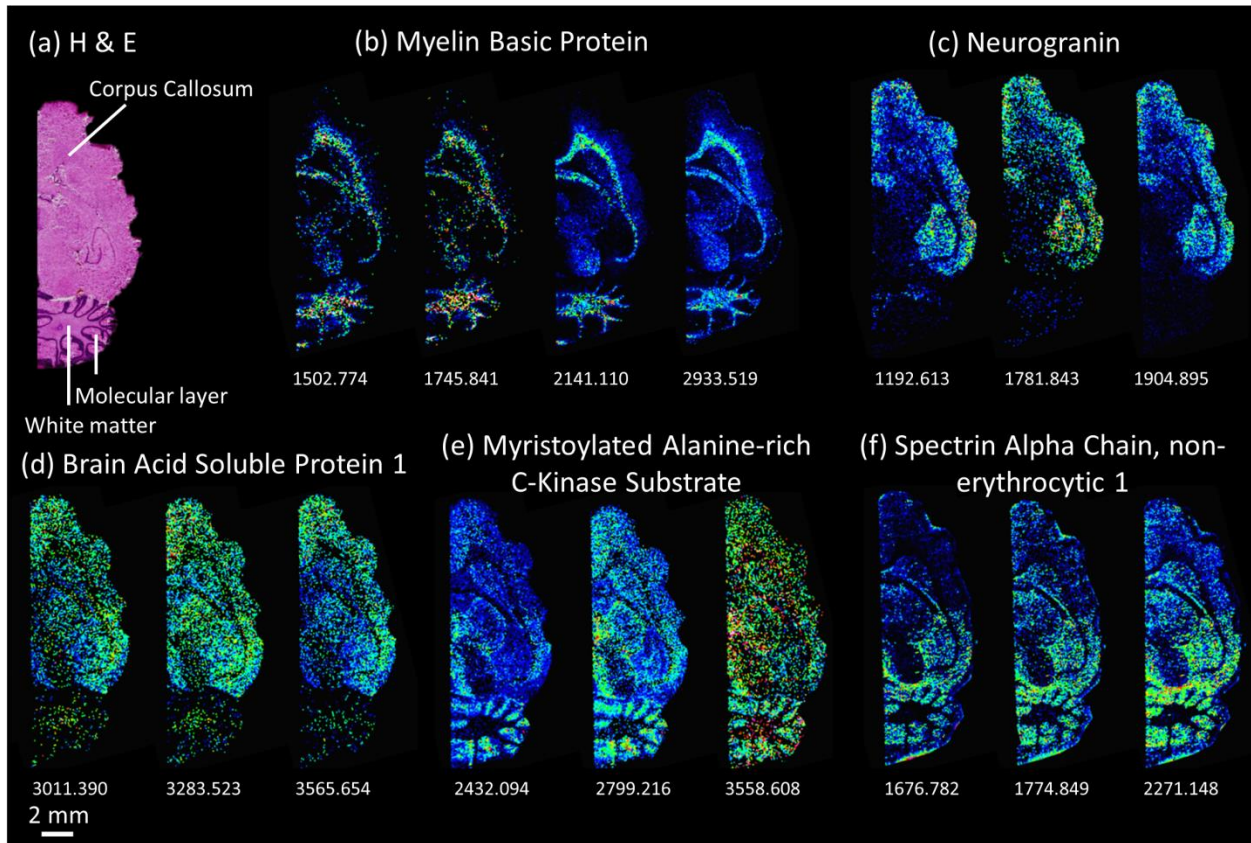 (a) H & E
Corpus Callosum
Molecular layer
White matter
(b) Myelin Basic Protein
1502.774
1745.841
2141.110
2933.519
(c) Neurogranin
1192.613
1781.843
1904.895
(d) Brain Acid Soluble Protein 1
3011.390
3283.523
3565.654
2 mm
(e) Myristoylated Alanine-rich
C-Kinase Substrate
2432.094
2799.216
3558.608
(f) Spectrin Alpha Chain, non-
erythrocytic 1
1676.782
1774.849
2271.148